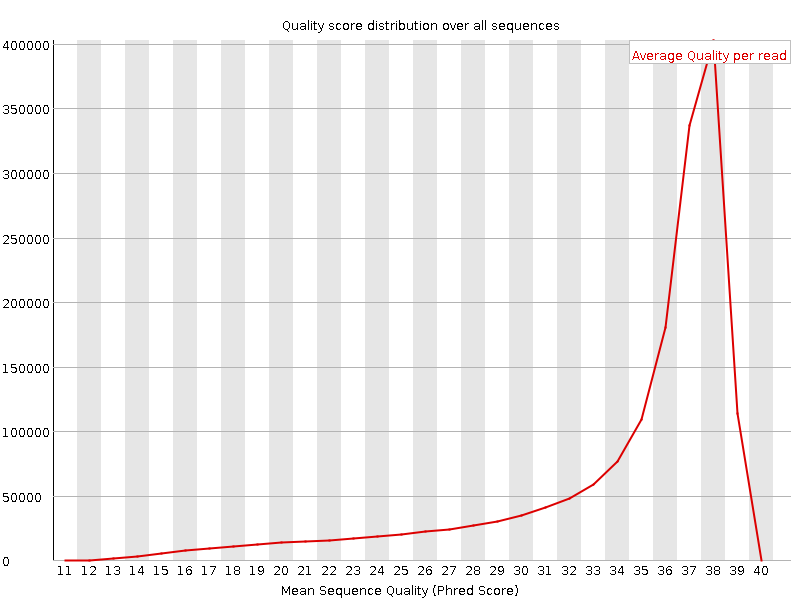 Quality score distribution over all sequences
400000
Average Quality per read
350000
300000
250000
200000
150000
100000
50000
0
11 12 13 14 15 16 17 18 19 20 21 22 23 24 25 26 27 28 29 30 31 32 33 34 35 36 37 38 39 40
Mean Sequence Quality (Phred Score)